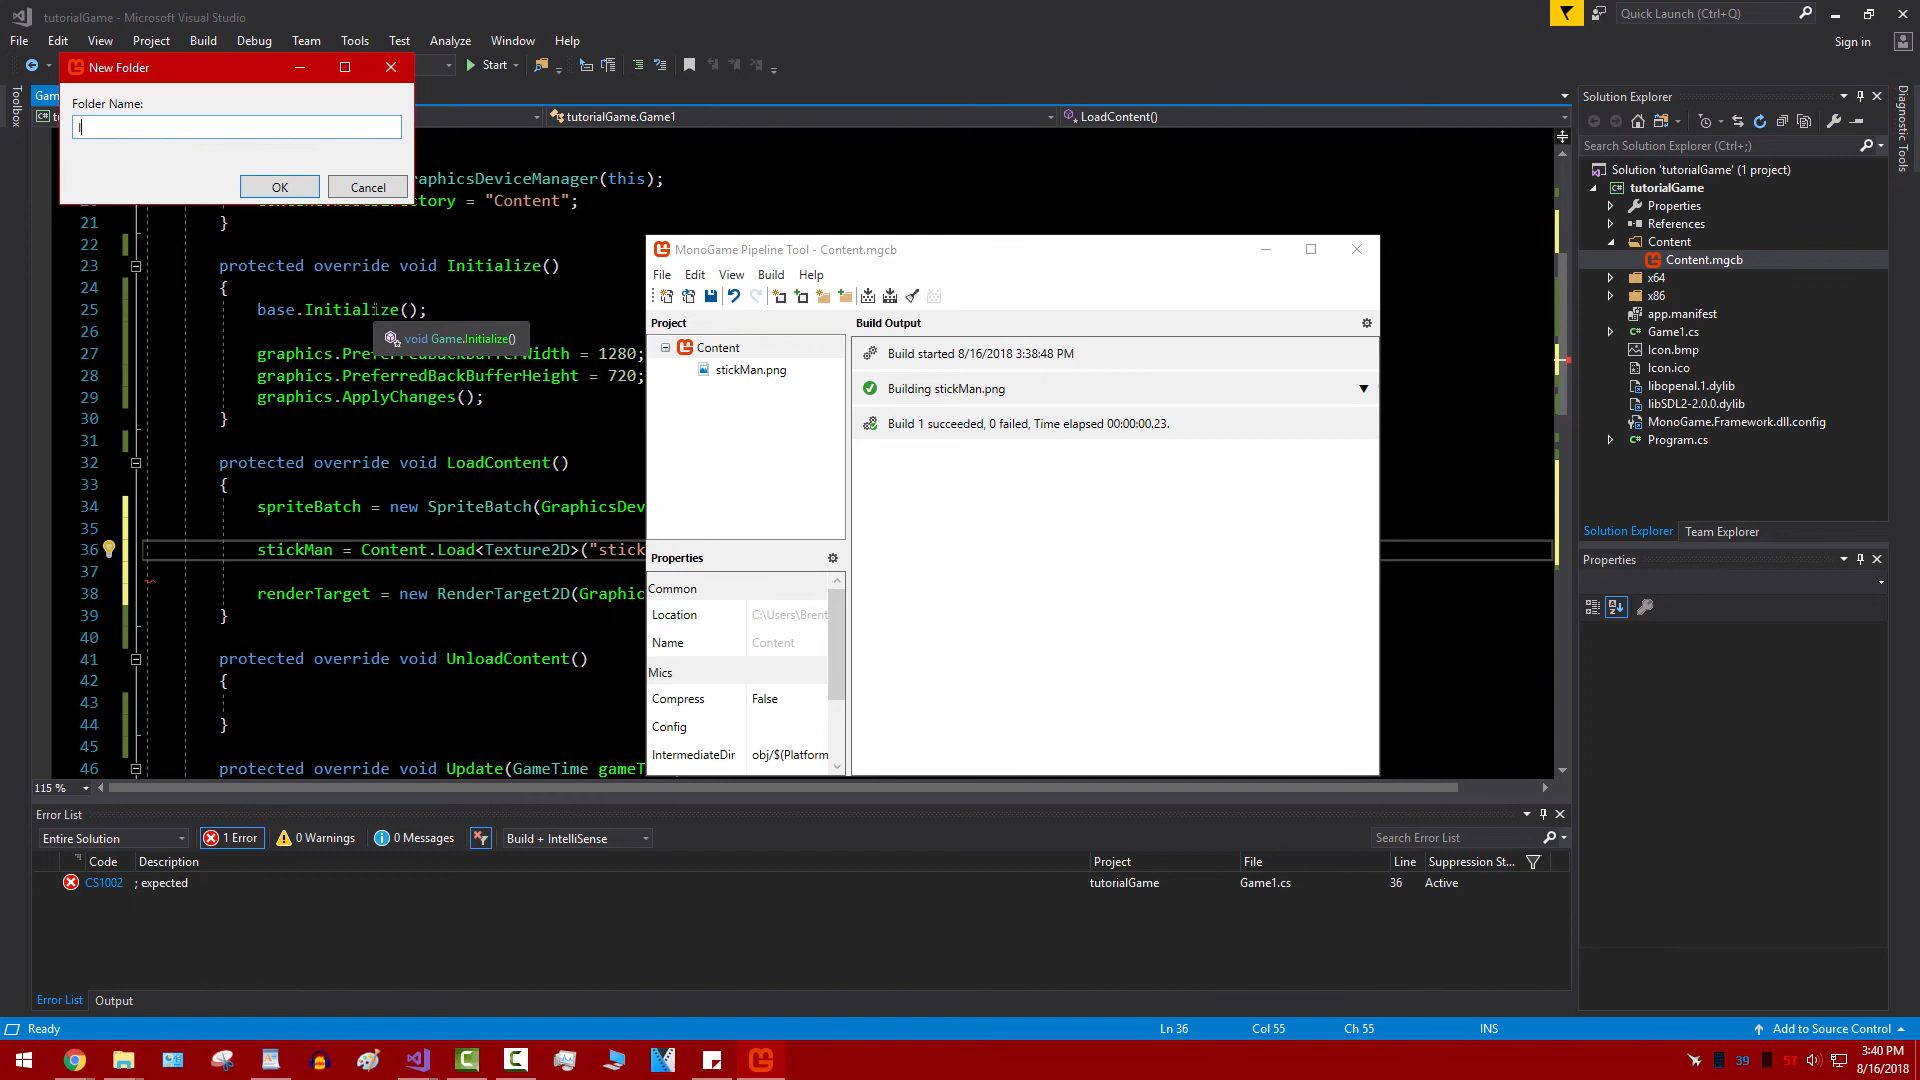 tutorialGame - Microsoft Visual Studio
Quick Launch (Ctrl+Q)
File Edit View Project Build Debug Team Tools Test Analyze Window Help
Sign in
Start
New Folder
Folder Name:
OK
Cancel
Toolbox
tutorialGame.Game1
LoadContent()
aphicsDeviceManager(this);
= "Content";
21 }
22
23 protected override void Initialize()
24 {
25 base.Initialize();
26
void Game.Initialize()
27 graphics.PreferredBackBufferWidth = 1280;
28 graphics.PreferredBackBufferHeight = 720;
29 graphics.ApplyChanges();
30 }
31
32 protected override void LoadContent()
33 {
34 spriteBatch = new SpriteBatch(GraphicsDev
35
36 stickMan = Content.Load<Texture2D>("stick
37
38 renderTarget = new RenderTarget2D(Graphic
39 }
40
41 protected override void UnloadContent()
42 {
43
44 }
45
46 protected override void Update(GameTime gameT
115 %
MonoGame Pipeline Tool - Content.mgcb
File Edit View Build Help
Project
Content
stickMan.png
Build Output
Build started 8/16/2018 3:38:48 PM
Building stickMan.png
Build 1 succeeded, 0 failed, Time elapsed 00:00:00.23.
Properties
Common
Location C:\Users\Brent
Name Content
Mics
Compress False
Config
IntermediateDir obj/$(Platform
Solution Explorer
Search Solution Explorer (Ctrl+;)
Solution 'tutorialGame' (1 project)
tutorialGame
Properties
References
Content
Content.mgcb
x64
x86
app.manifest
Game1.cs
Icon.bmp
Icon.ico
libopenal.1.dylib
libSDL2-2.0.0.dylib
MonoGame.Framework.dll.config
Program.cs
Solution Explorer Team Explorer
Properties
Diagnostic Tools
Error List
Entire Solution
1 Error
0 Warnings
0 Messages
Build + IntelliSense
Search Error List
Code Description Project File Line Suppression St...
CS1002 ; expected tutorialGame Game1.cs 36 Active
Error List Output
Ready
Ln 36 Col 55 Ch 55 INS
Add to Source Control
39 57
3:40 PM
8/16/2018